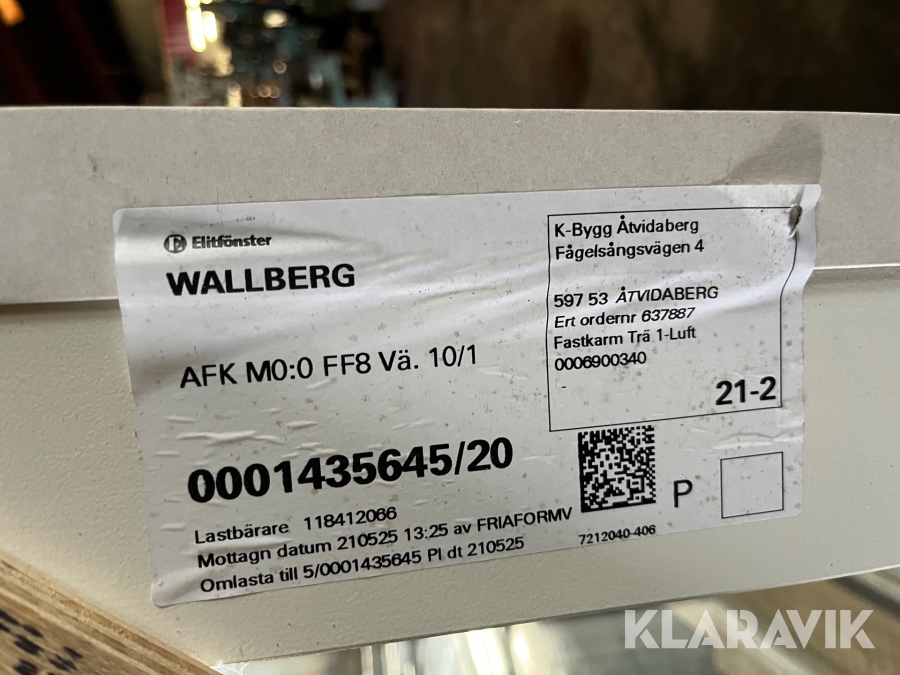 Elitfönster
WALLBERG
AFK M0:0 FF8 Vä. 10/1
0001435645/20
Lastbärare 118412066
Mottagn datum 210525 13:25 av FRIAFORMV
Omlasta till 5/0001435645 Pl dt 210525
K-Bygg Åtvidaberg
Fågelsångsvägen 4
597 53 ÅTVIDABERG
Ert ordernr 637887
Fastkarm Trä 1-Luft
0006900340
-
21-2
P
7212040-406
KLARAVIK